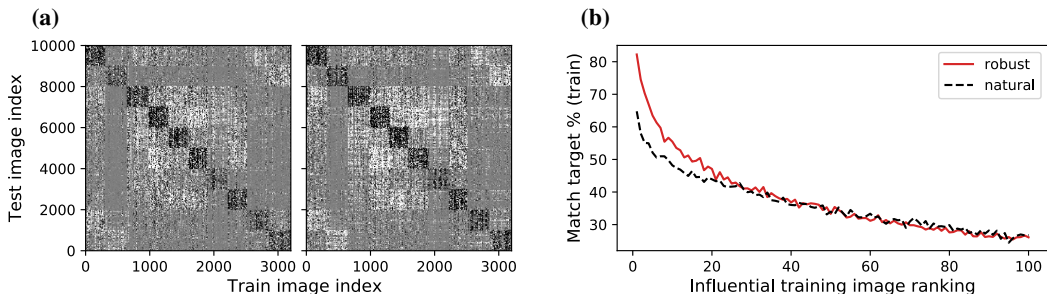 (a)
10000
8000
6000
4000
2000
0
Test image index
0 1000 2000 3000
0 1000 2000 3000
Train image index
(b)
80
70
60
50
40
30
Match target % (train)
robust
natural
0 20 40 60 80 100
Influential training image ranking